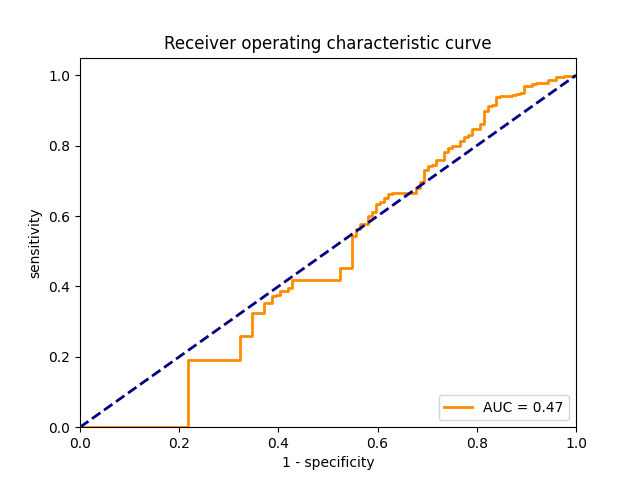 Receiver operating characteristic curve
1.0
0.8
0.6
0.4
0.2
0.0
sensitivity
AUC = 0.47
0.0 0.2 0.4 0.6 0.8 1.0
1 - specificity